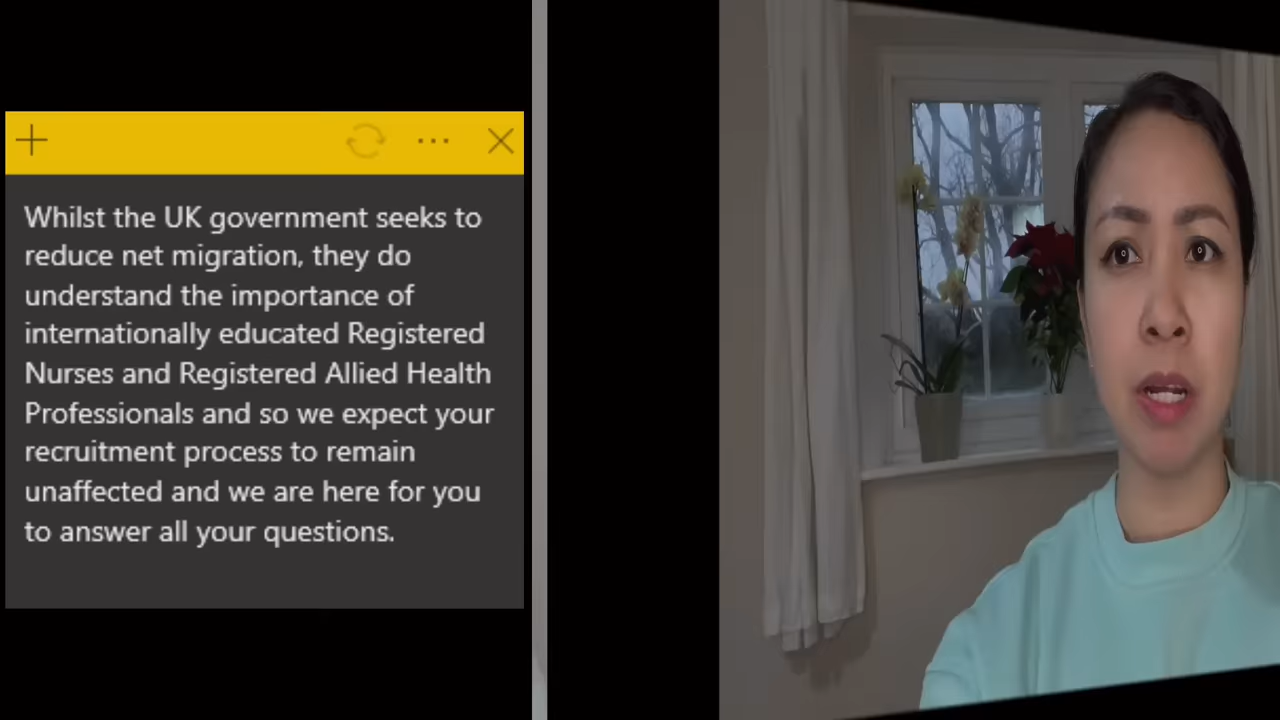 Whilst the UK government seeks to
reduce net migration, they do
understand the importance of
internationally educated Registered
Nurses and Registered Allied Health
Professionals and so we expect your
recruitment process to remain
unaffected and we are here for you
to answer all your questions.